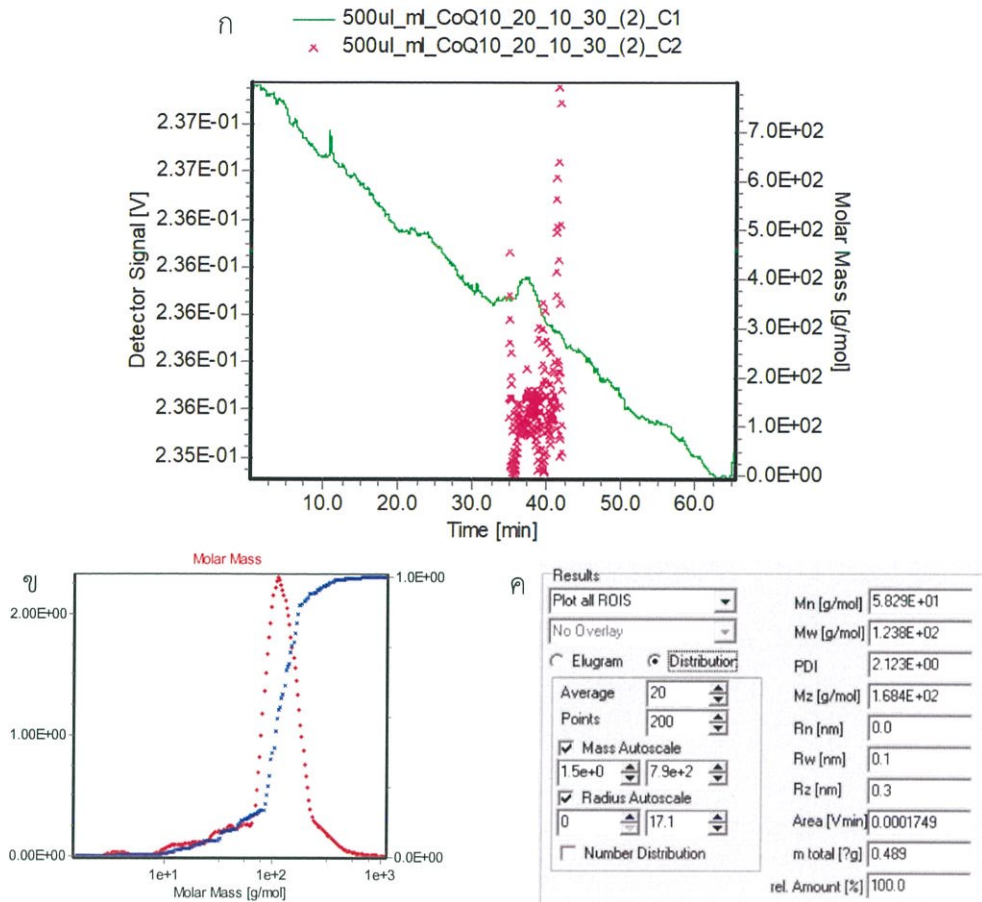 ก
500ul_ml_CoQ10_20_10_30_(2)_C1
500ul_ml_CoQ10_20_10_30_(2)_C2
Detector Signal [V]
2.37E-01
2.37E-01
2.36E-01
2.36E-01
2.36E-01
2.36E-01
2.36E-01
2.35E-01
7.0E+02
6.0E+02
5.0E+02
4.0E+02
3.0E+02
2.0E+02
1.0E+02
0.0E+00
Molar Mass [g/mol]
10.0 20.0 30.0 40.0 50.0 60.0
Time [min]
ข
Molar Mass
2.00E+00
1.00E+00
0.00E+00
1.0E+00
0.0E+00
1e+1 1e+2 1e+3
Molar Mass [g/mol]
ค
Results
Plot all ROIS
No Overlay
Elugram Distribution
Average 20
Points 200
Mass Autoscale
1.5e+0 7.9e+2
Radius Autoscale
0 17.1
Number Distribution
Mn [g/mol] 5.829E+01
Mw [g/mol] 1.238E+02
PDI 2.123E+00
Mz [g/mol] 1.684E+02
Rn [nm] 0.0
Rw [nm] 0.1
Rz [nm] 0.3
Area [Vmin] 0.0001749
m total [?g] 0.489
rel. Amount [%] 100.0